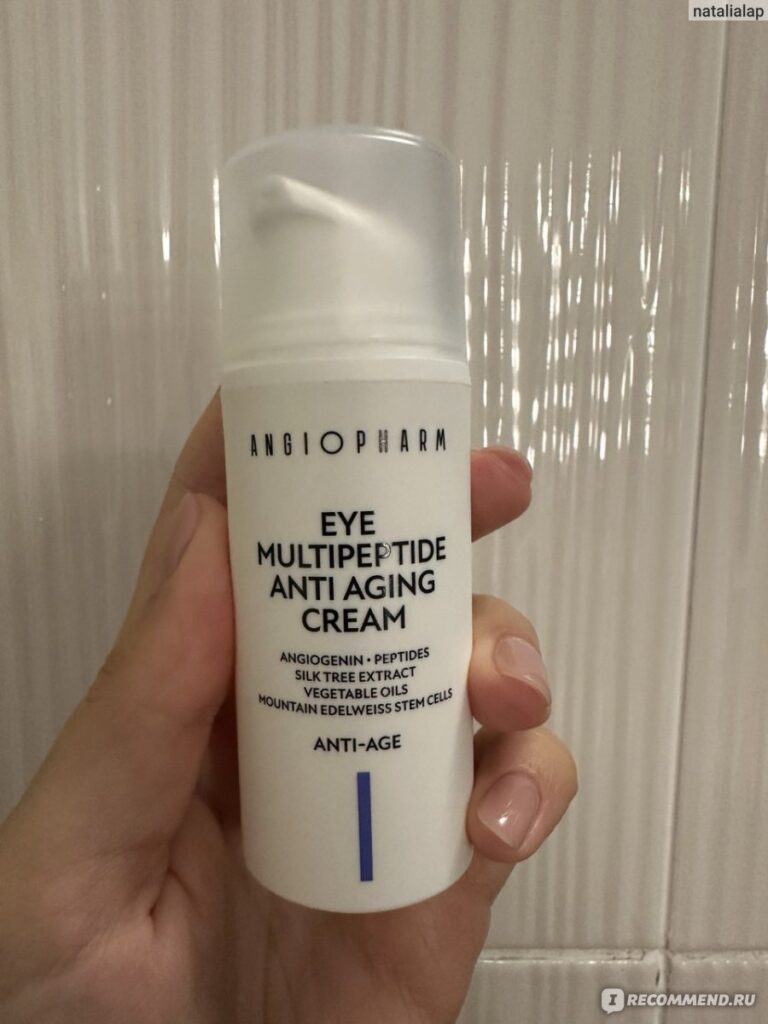 natalialap
ANGIOPHARM
EYE
MULTIPEPTIDE
ANTI AGING
CREAM
ANGIOGENIN • PEPTIDES
SILK TREE EXTRACT
VEGETABLE OILS
MOUNTAIN EDELWEISS STEM CELLS
ANTI-AGE
I RECOMMEND.RU